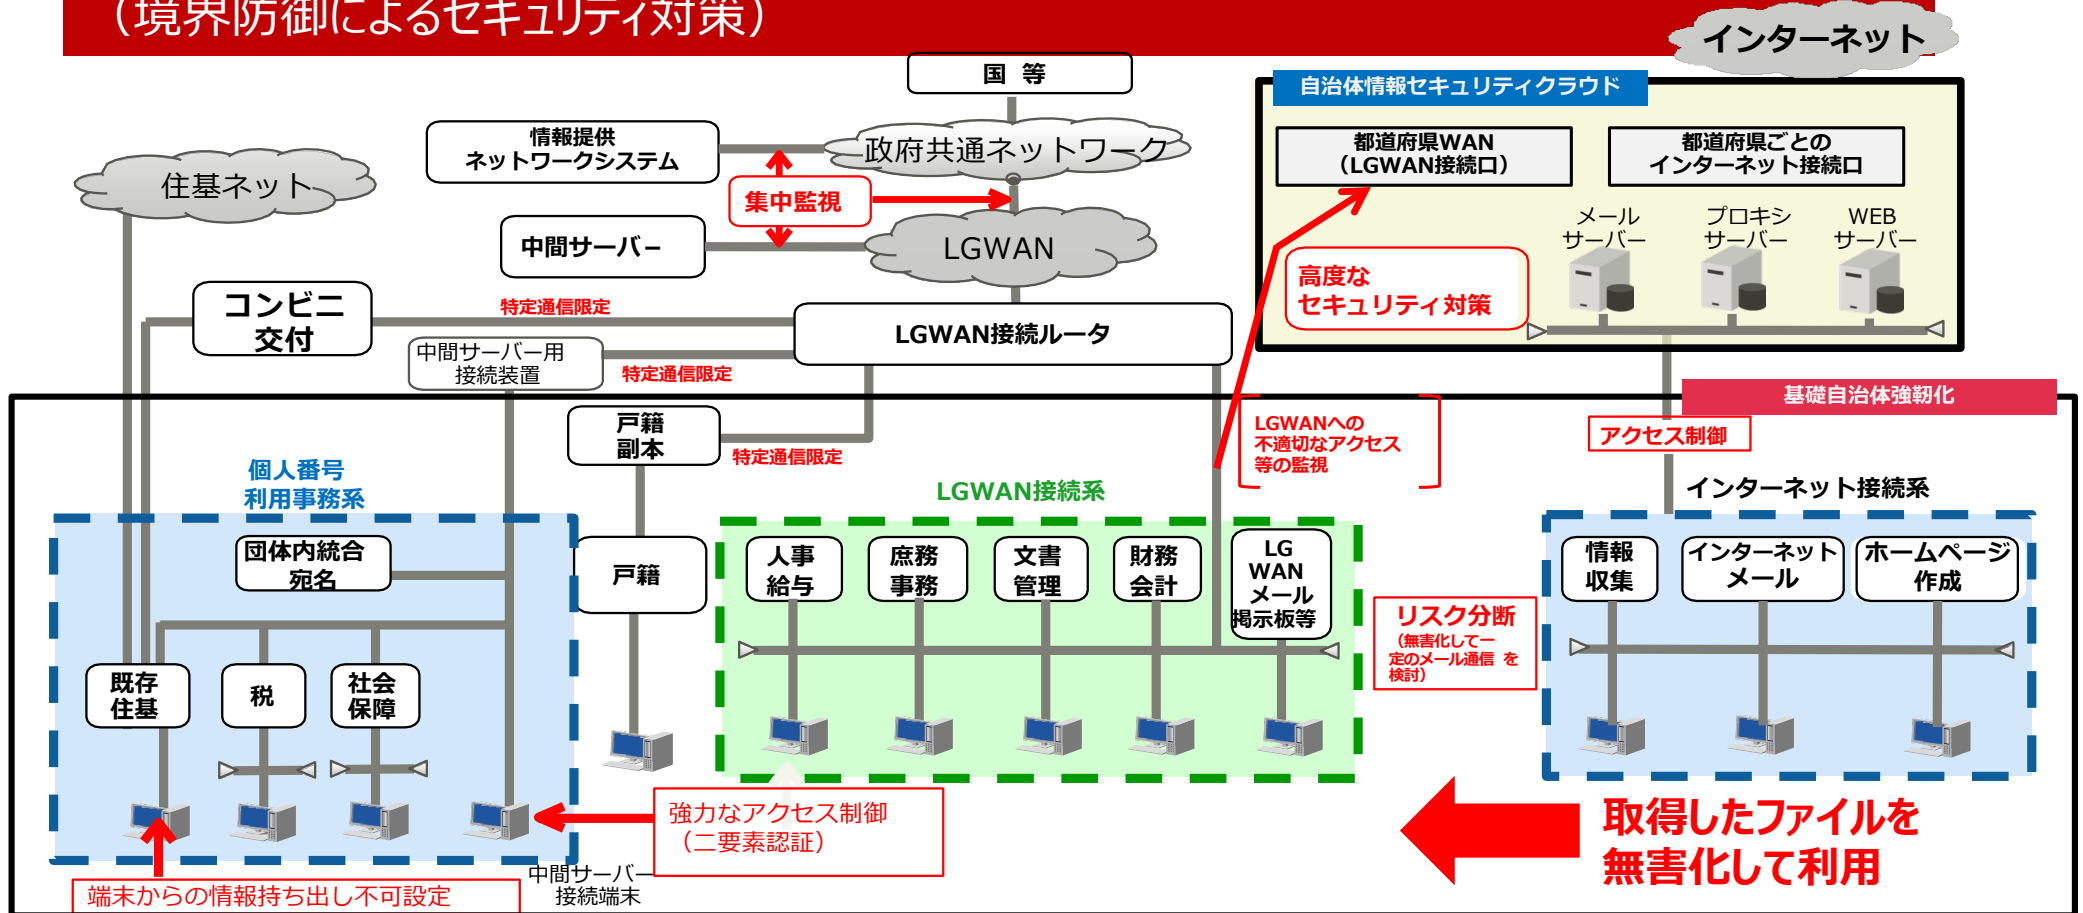 （境界防御によるセキュリティ対策）
インターネット
国 等
自治体情報セキュリティクラウド
情報提供
ネットワークシステム
政府共通ネットワーク
都道府県WAN
（LGWAN接続口）
都道府県ごとの
インターネット接続口
住基ネット
集中監視
中間サーバー
LGWAN
メール
サーバー
プロキシ
サーバー
WEB
サーバー
高度な
セキュリティ対策
コンビニ
交付
特定通信限定
LGWAN接続ルータ
中間サーバー用
接続装置
特定通信限定
基礎自治体強靭化
戸籍
副本
特定通信限定
LGWANへの
不適切なアクセス
等の監視
アクセス制御
個人番号
利用事務系
LGWAN接続系
インターネット接続系
団体内統合
宛名
戸籍
人事
給与
庶務
事務
文書
管理
財務
会計
LG
WAN
メール
掲示板等
情報
収集
インターネット
メール
ホームページ
作成
リスク分断
（無害化して一
定のメール通信 を
検討）
既存
住基
税
社会
保障
強力なアクセス制御
（二要素認証）
取得したファイルを
無害化して利用
中間サーバー
接続端末
端末からの情報持ち出し不可設定